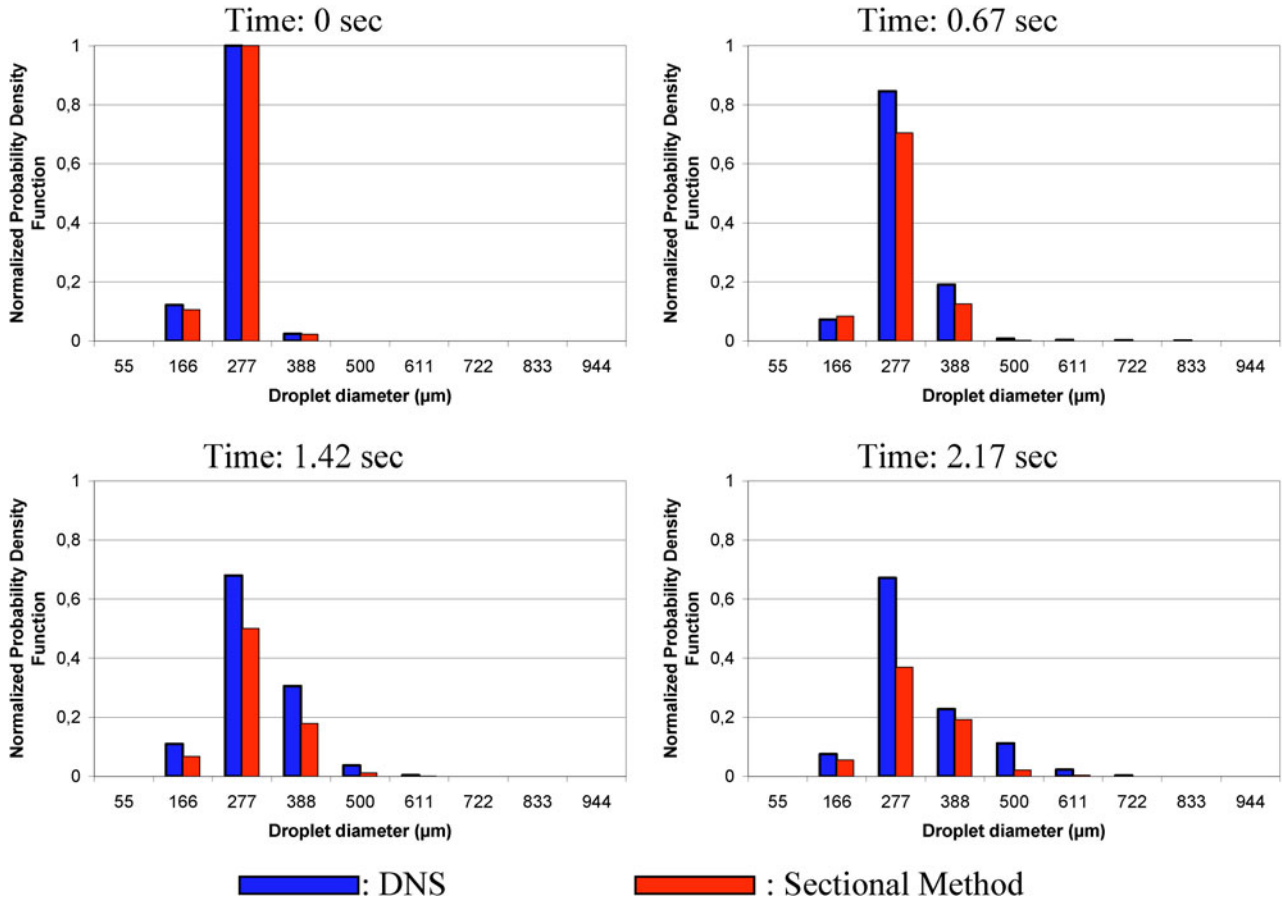 Time: 0 sec
Normalized Probability Density
Function
1
0,8
0,6
0,4
0,2
0
55 166 277 388 500 611 722 833 944
Droplet diameter (µm)
Time: 0.67 sec
Normalized Probability Density
Function
1
0,8
0,6
0,4
0,2
0
55 166 277 388 500 611 722 833 944
Droplet diameter (µm)
Time: 1.42 sec
Normalized Probability Density
Function
1
0,8
0,6
0,4
0,2
0
55 166 277 388 500 611 722 833 944
Droplet diameter (µm)
Time: 2.17 sec
Normalized Probability Density
Function
1
0,8
0,6
0,4
0,2
0
55 166 277 388 500 611 722 833 944
Droplet diameter (µm)
: DNS
: Sectional Method